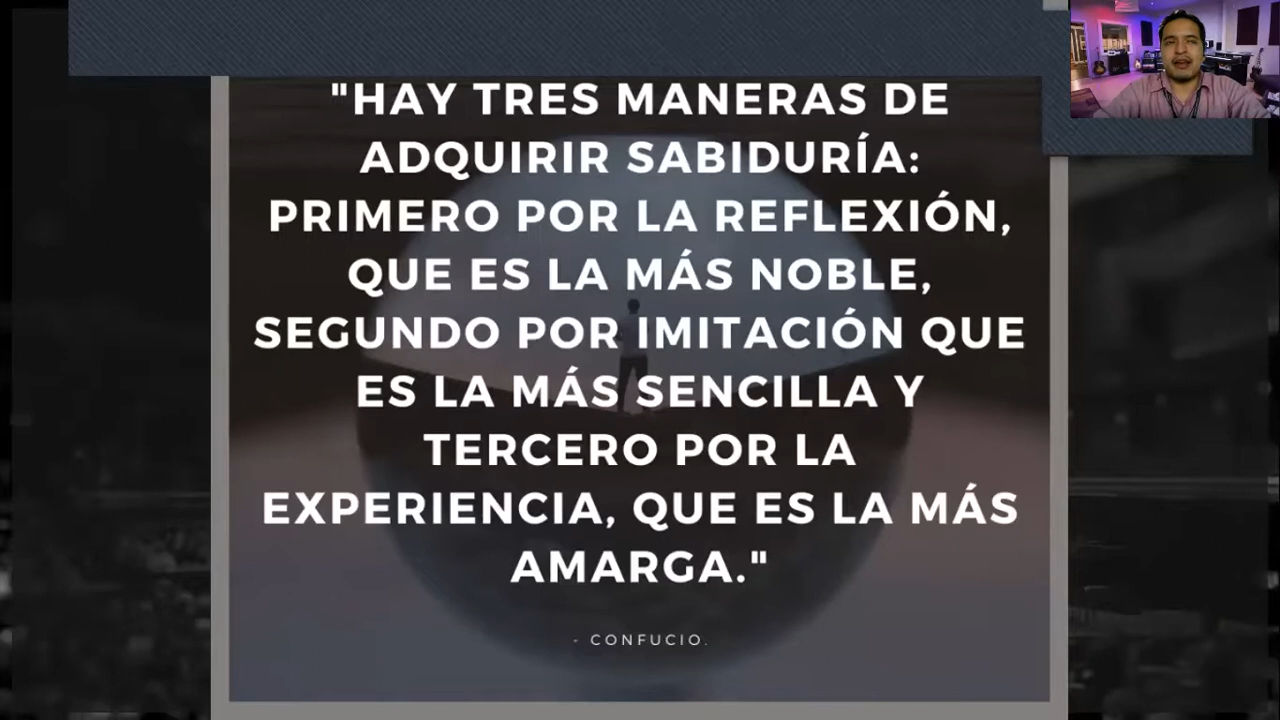 "HAY TRES MANERAS DE
ADQUIRIR SABIDURÍA:
PRIMERO POR LA REFLEXIÓN,
QUE ES LA MÁS NOBLE,
SEGUNDO POR IMITACIÓN QUE
ES LA MÁS SENCILLA Y
TERCERO POR LA
EXPERIENCIA, QUE ES LA MÁS
AMARGA."
- CONFUCIO.